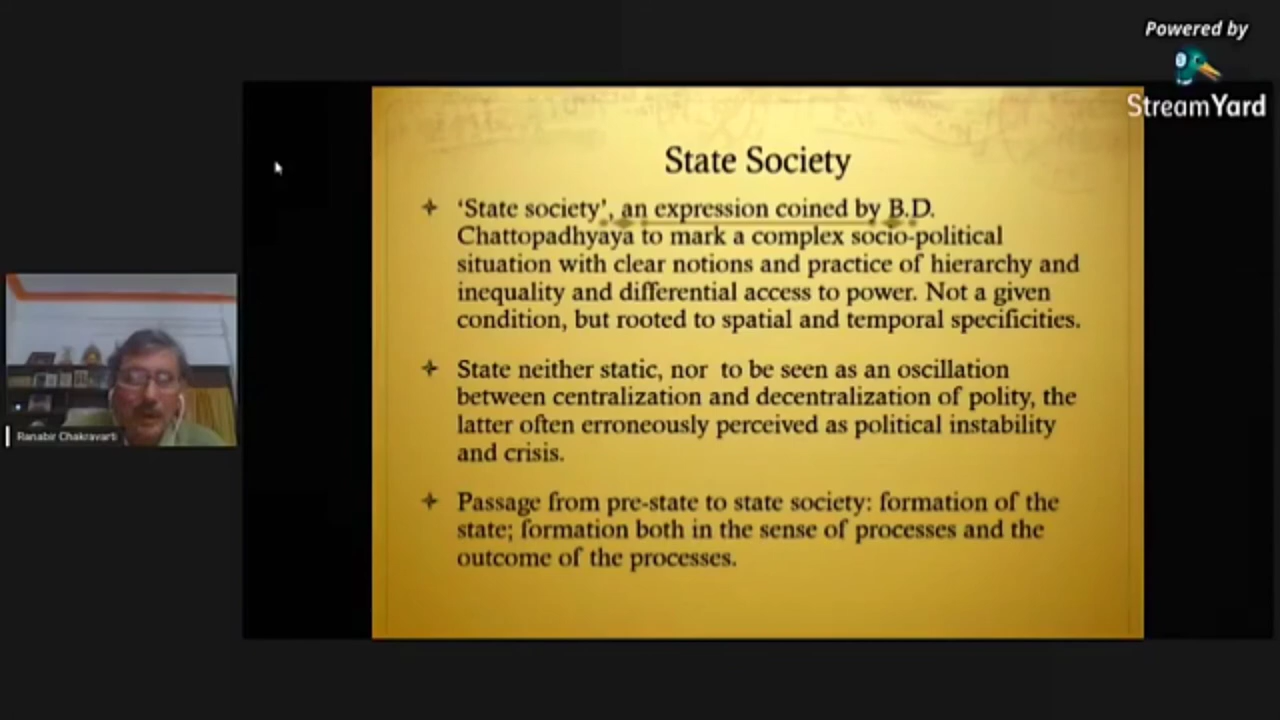 Powered by
StreamYard
State Society
‘State society’, an expression coined by B.D.
Chattopadhyaya to mark a complex socio-political
situation with clear notions and practice of hierarchy and
inequality and differential access to power. Not a given
condition, but rooted to spatial and temporal specificities.
State neither static, nor to be seen as an oscillation
between centralization and decentralization of polity, the
latter often erroneously perceived as political instability
and crisis.
Passage from pre-state to state society: formation of the
state; formation both in the sense of processes and the
outcome of the processes.
Ranabir Chakravarti